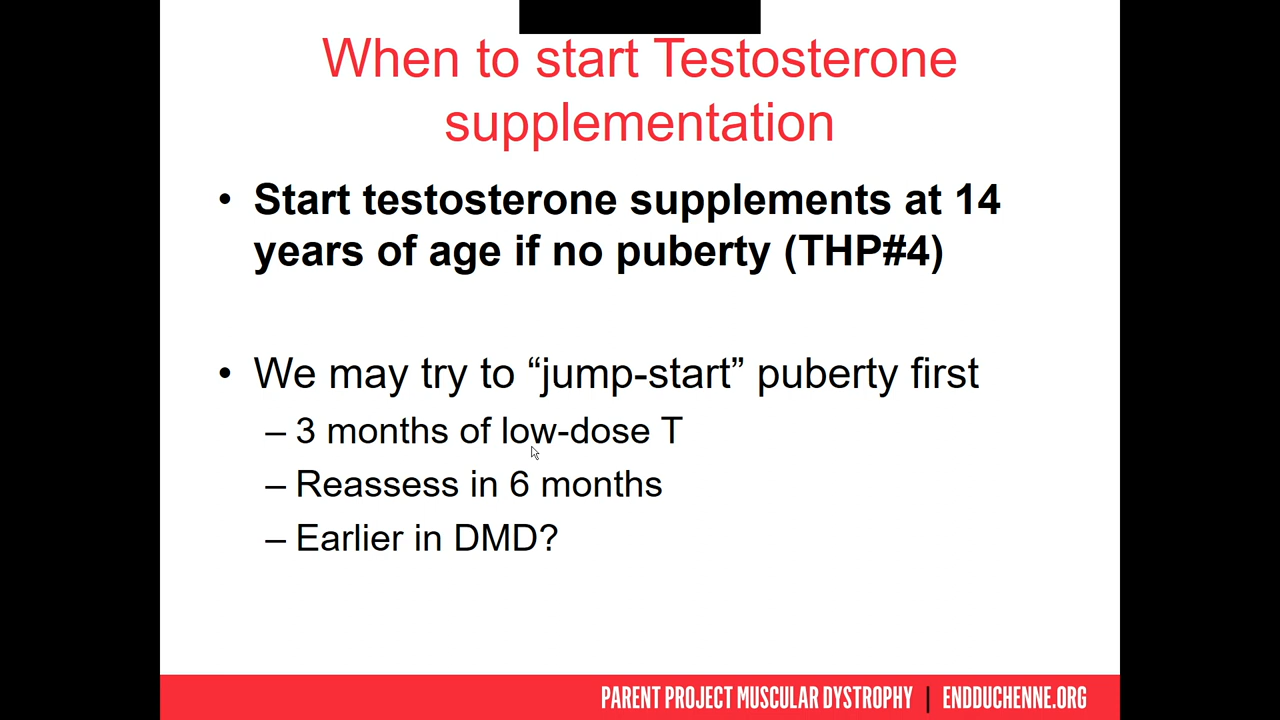 When to start Testosterone
supplementation
• Start testosterone supplements at 14
years of age if no puberty (THP#4)
• We may try to “jump-start” puberty first
– 3 months of low-dose T
– Reassess in 6 months
– Earlier in DMD?
PARENT PROJECT MUSCULAR DYSTROPHY | ENDDUCHENNE.ORG